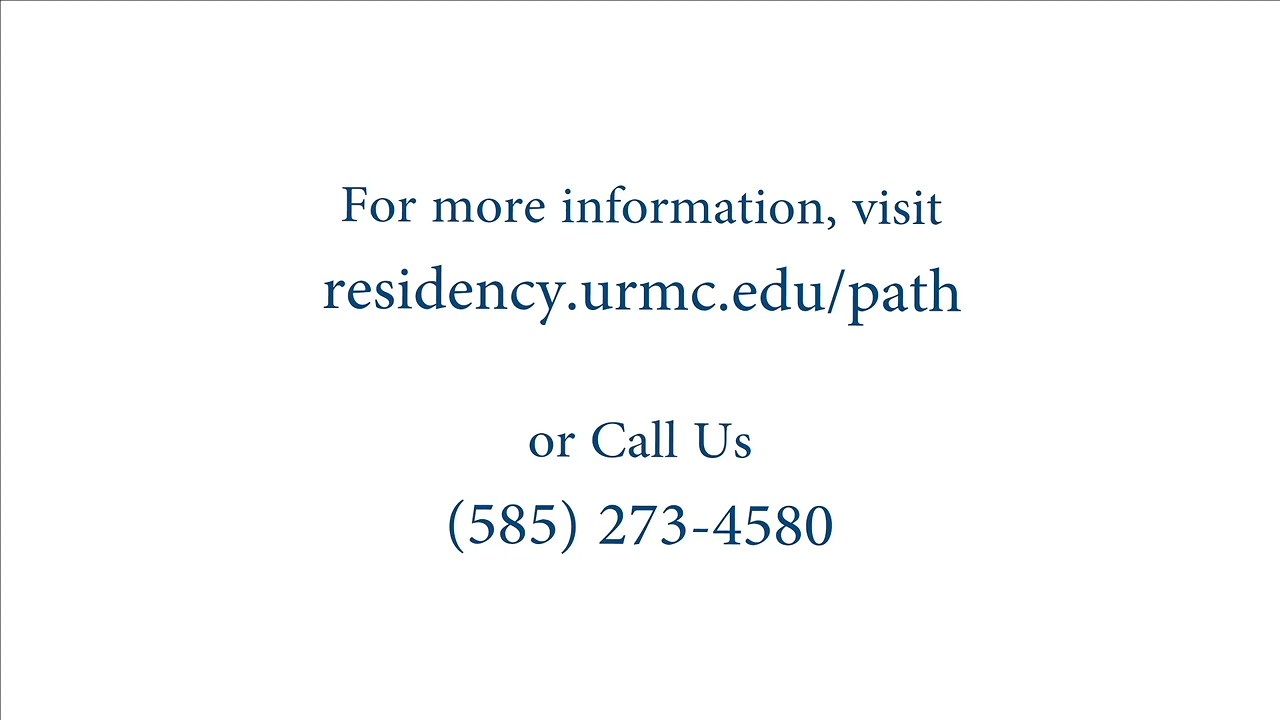 For more information, visit
residency.urmc.edu/path
or Call Us
(585) 273-4580